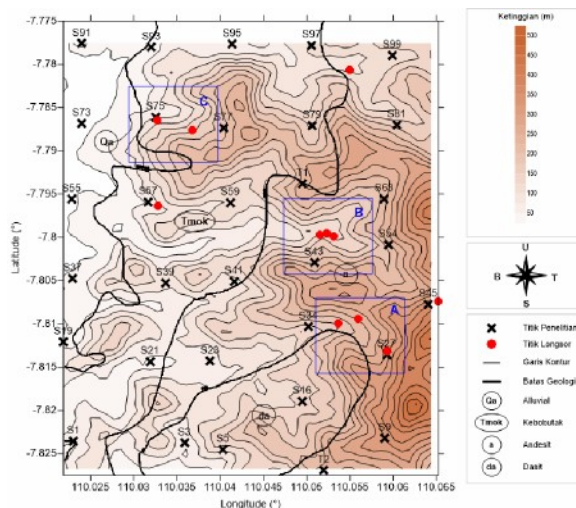 -7.775
-7.78
-7.785
-7.79
-7.795
-7.8
-7.805
-7.81
-7.815
-7.82
-7.825
Latitude (°)
110.025 110.03 110.035 110.04 110.045 110.05 110.055 110.06 110.065
Longitude (°)
S91
S93
S95
S97
S99
C
S73
S75
S77
S79
S81
Qa
T1
S55
S57
S59
S63
B
Tmok
S43
S37
S39
S41
a
A
S19
S21
S23
S27
S1
S3
S5
S16
da
S9
T2
Ketinggian (m)
500
450
400
350
300
250
200
150
100
50
U
B T
S
Titik Penelitian
Titik Langsor
Garis Kontur
Batas Geologi
Qa Alluvial
Tmok Kebobutak
a Andesit
da Dasit